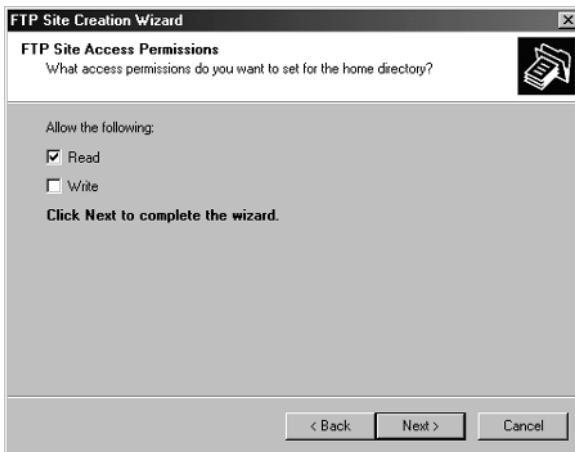 FTP Site Creation Wizard
FTP Site Access Permissions
What access permissions do you want to set for the home directory?
Allow the following:
Read
Write
Click Next to complete the wizard.
< Back Next > Cancel